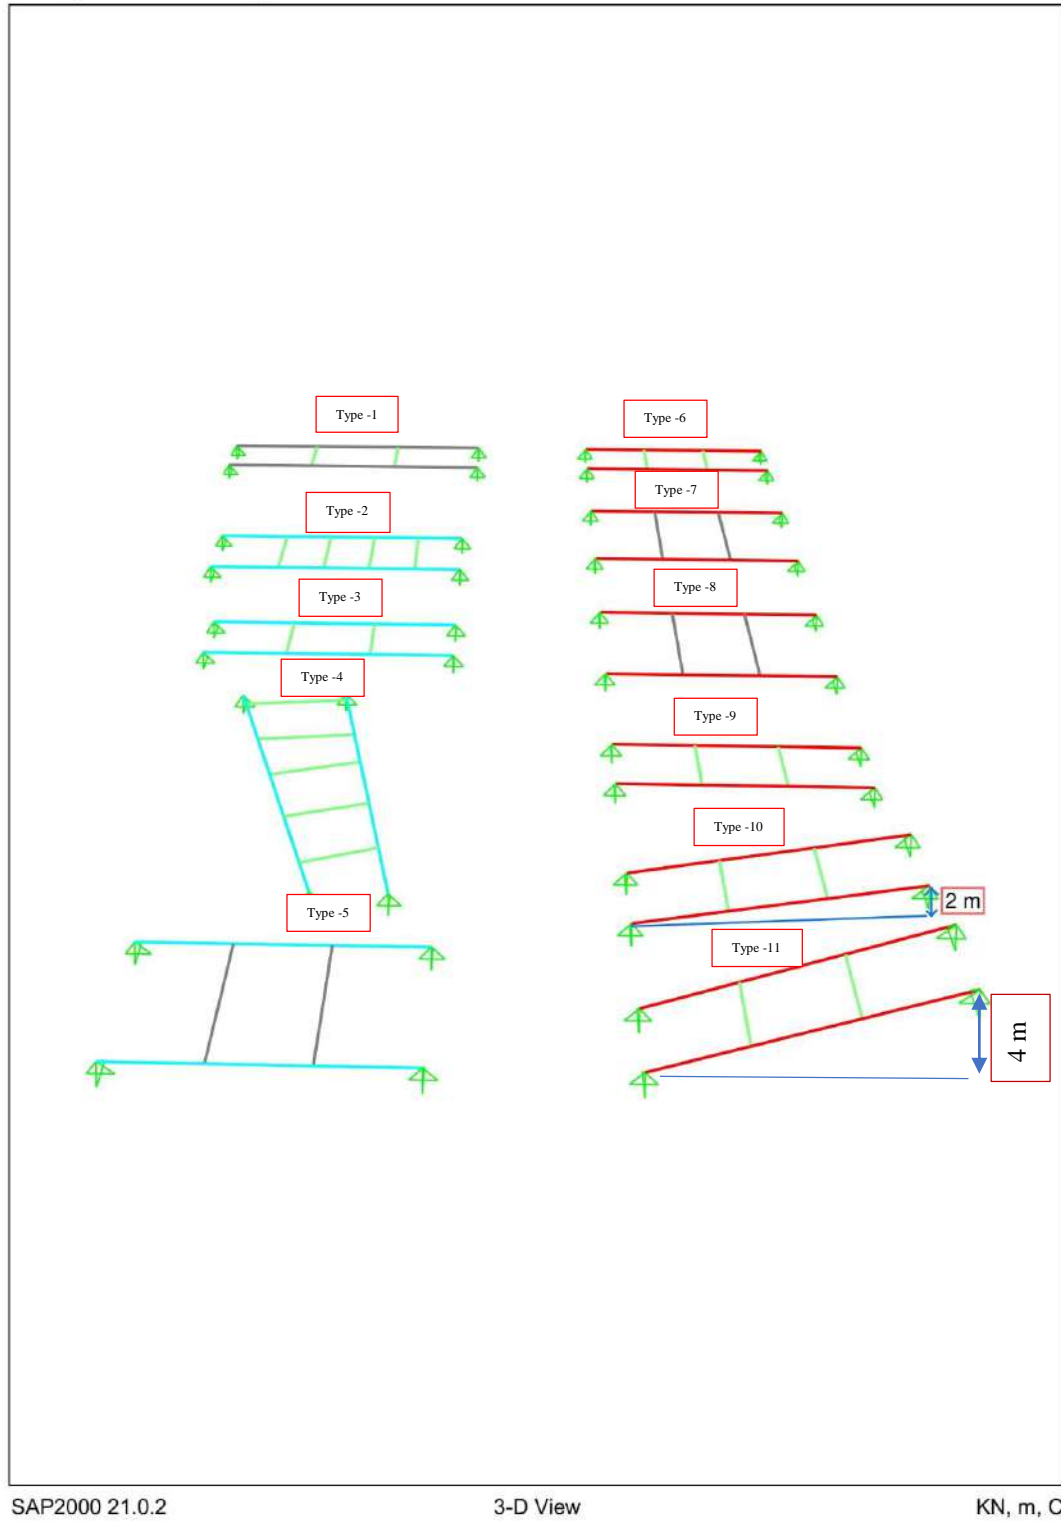 Type -1
Type -2
Type -3
Type -4
Type -5
Type -6
Type -7
Type -8
Type -9
Type -10
2 m
Type -11
4 m
SAP2000 21.0.2
3-D View
KN, m, C